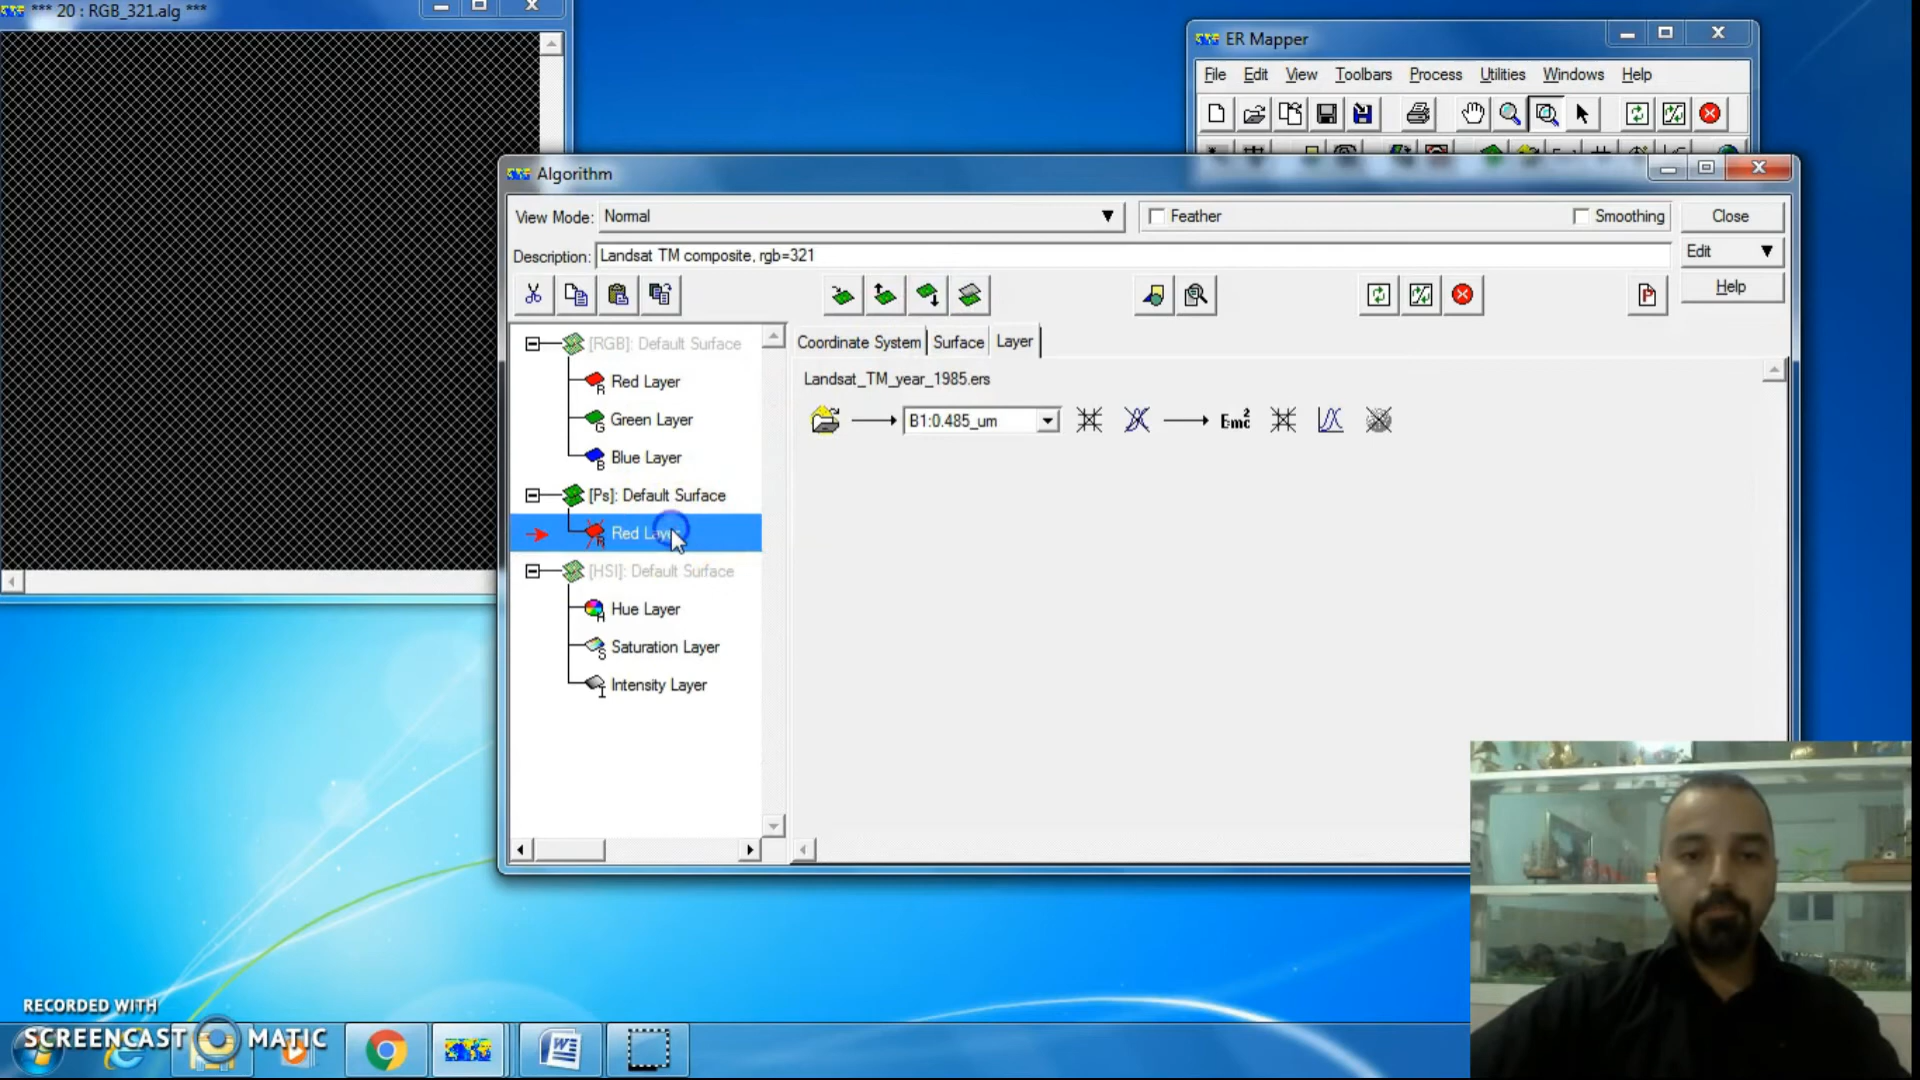 *** 20 : RGB_321.alg ***
ER Mapper
File Edit View Toolbars Process Utilities Windows Help
Algorithm
View Mode: Normal
Feather
Smoothing
Close
Description: Landsat TM composite, rgb=321
Edit
Help
[RGB]: Default Surface
Red Layer
Green Layer
Blue Layer
[Ps]: Default Surface
Red Layer
[HSI]: Default Surface
Hue Layer
Saturation Layer
Intensity Layer
Coordinate System Surface Layer
Landsat_TM_year_1985.ers
B1:0.485_um
Emc²
RECORDED WITH
SCREENCAST MATIC